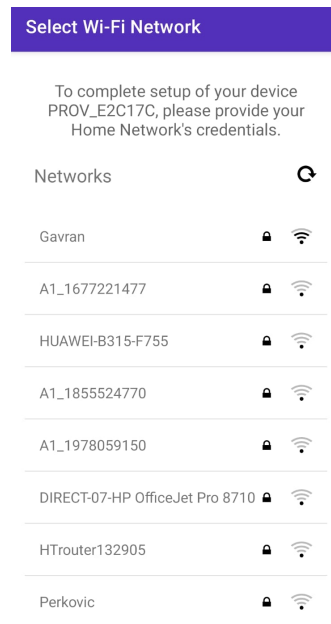 Select Wi-Fi Network
To complete setup of your device
PROV_E2C17C, please provide your
Home Network's credentials.
Networks
Gavran
A1_1677221477
HUAWEI-B315-F755
A1_1855524770
A1_1978059150
DIRECT-07-HP OfficeJet Pro 8710
HTrouter132905
Perkovic